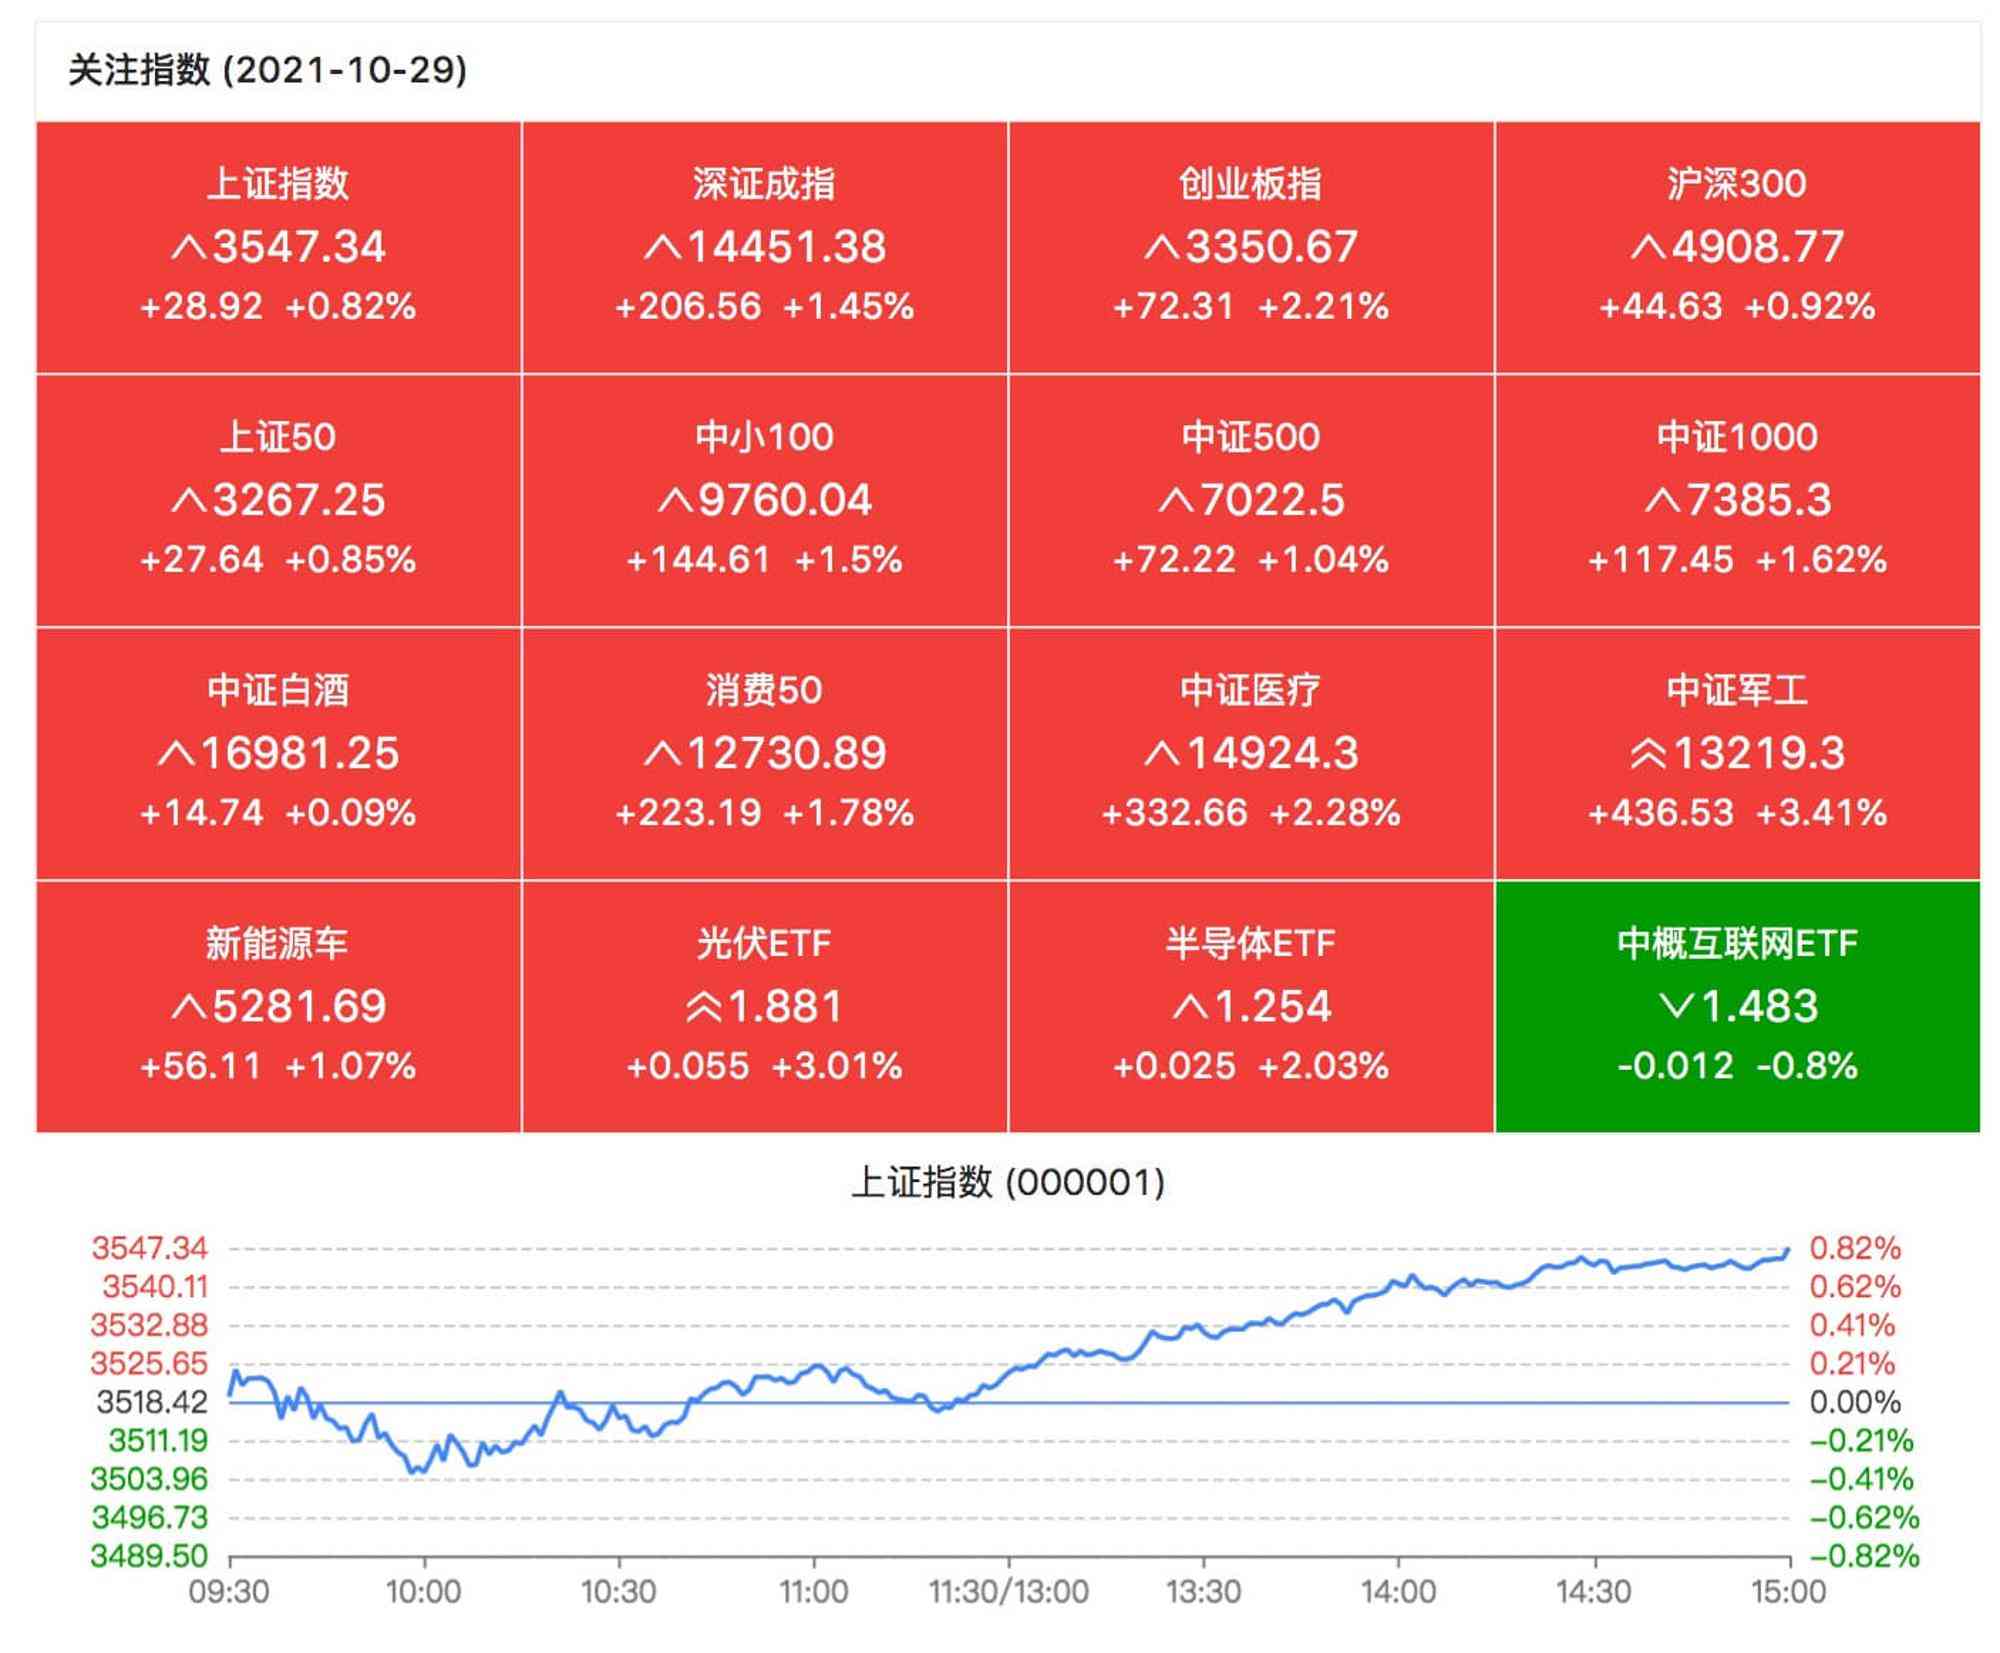 关注指数 (2021-10-29)
上证指数
3547.34
+28.92 +0.82%
深证成指
14451.38
+206.56 +1.45%
创业板指
3350.67
+72.31 +2.21%
沪深300
4908.77
+44.63 +0.92%
上证50
3267.25
+27.64 +0.85%
中小100
9760.04
+144.61 +1.5%
中证500
7022.5
+72.22 +1.04%
中证1000
7385.3
+117.45 +1.62%
中证白酒
16981.25
+14.74 +0.09%
消费50
12730.89
+223.19 +1.78%
中证医疗
14924.3
+332.66 +2.28%
中证军工
13219.3
+436.53 +3.41%
新能源车
5281.69
+56.11 +1.07%
光伏ETF
1.881
+0.055 +3.01%
半导体ETF
1.254
+0.025 +2.03%
中概互联网ETF
1.483
-0.012 -0.8%
上证指数 (000001)
3547.34 0.82%
3540.11 0.62%
3532.88 0.41%
3525.65 0.21%
3518.42 0.00%
3511.19 −0.21%
3503.96 −0.41%
3496.73 −0.62%
3489.50 −0.82%
09:30 10:00 10:30 11:00 11:30/13:00 13:30 14:00 14:30 15:00